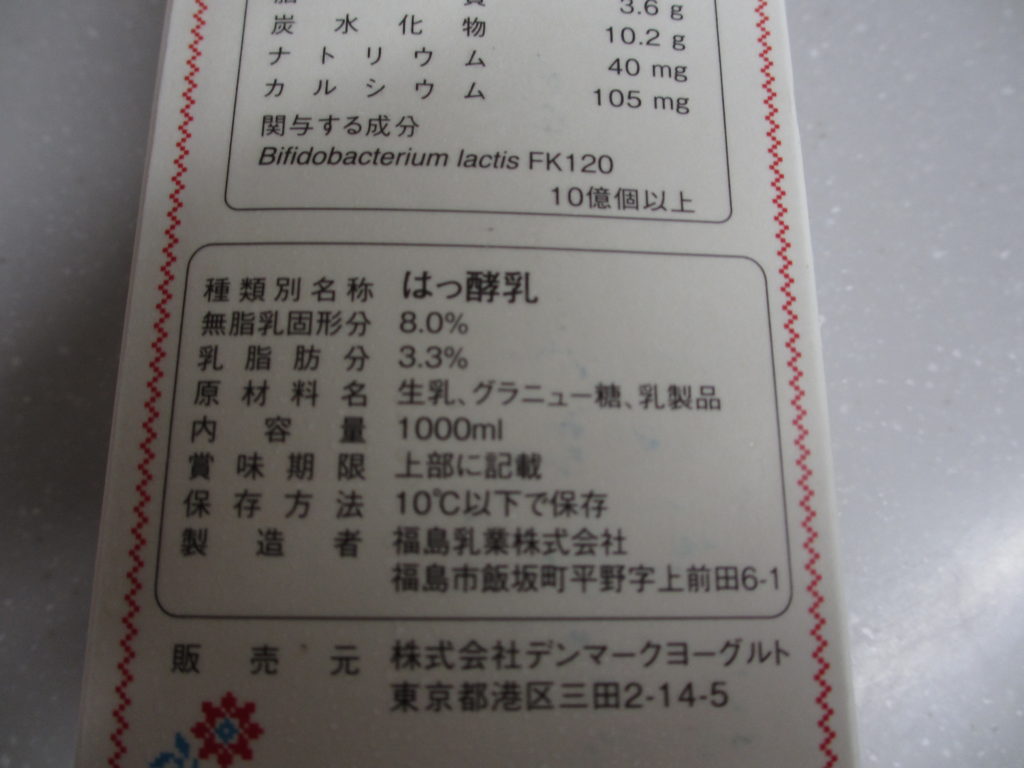 質 3.6 g
炭水化物 10.2 g
ナトリウム 40 mg
カルシウム 105 mg
関与する成分
Bifidobacterium lactis FK120
10億個以上
種類別名称 はっ酵乳
無脂乳固形分 8.0%
乳脂肪分 3.3%
原材料名 生乳、グラニュー糖、乳製品
内容量 1000ml
賞味期限 上部に記載
保存方法 10℃以下で保存
製造者 福島乳業株式会社
福島市飯坂町平野字上前田6-1
販売元 株式会社デンマークヨーグルト
東京都港区三田2-14-5